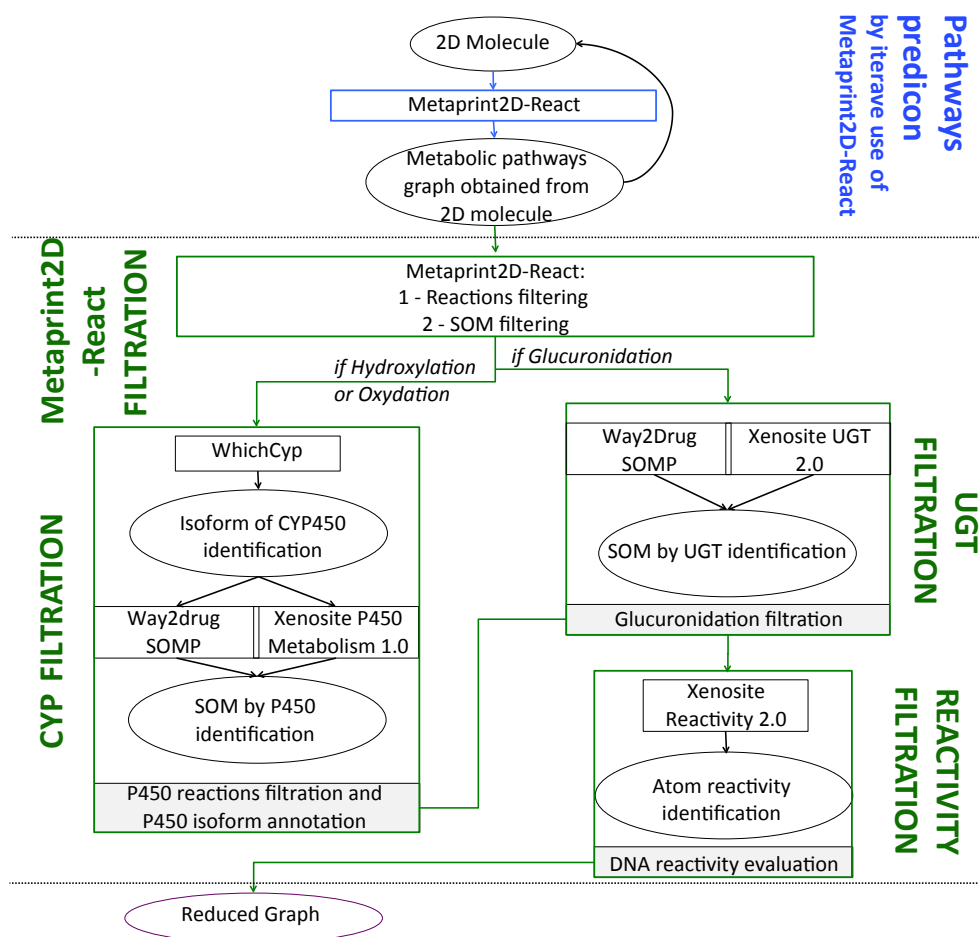 2D Molecule
Metaprint2D-React
Metabolic pathways
graph obtained from
2D molecule
Pathways
predicon
by iterave use of
Metaprint2D-React
Metaprint2D
-React
FILTRATION
Metaprint2D-React:
1 - Reactions filtering
2 - SOM filtering
if Hydroxylation
or Oxydation
if Glucuronidation
CYP FILTRATION
WhichCyp
Isoform of CYP450
identification
Way2drug
SOMP
Xenosite P450
Metabolism 1.0
SOM by P450
identification
P450 reactions filtration and
P450 isoform annotation
Way2Drug
SOMP
Xenosite UGT
2.0
SOM by UGT identification
Glucuronidation filtration
UGT
FILTRATION
Xenosite
Reactivity 2.0
Atom reactivity
identification
DNA reactivity evaluation
REACTIVITY
FILTRATION
Reduced Graph